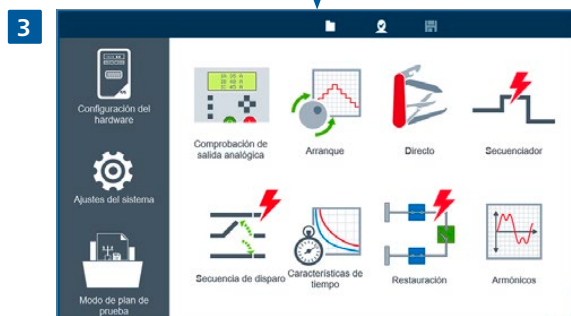 3
Configuración del
hardware
Ajustes del sistema
Modo de plan de
prueba
Comprobación de
salida analógica
Arranque
Directo
Secuenciador
Secuencia de disparo
Características de
tiempo
Restauración
Armónicos